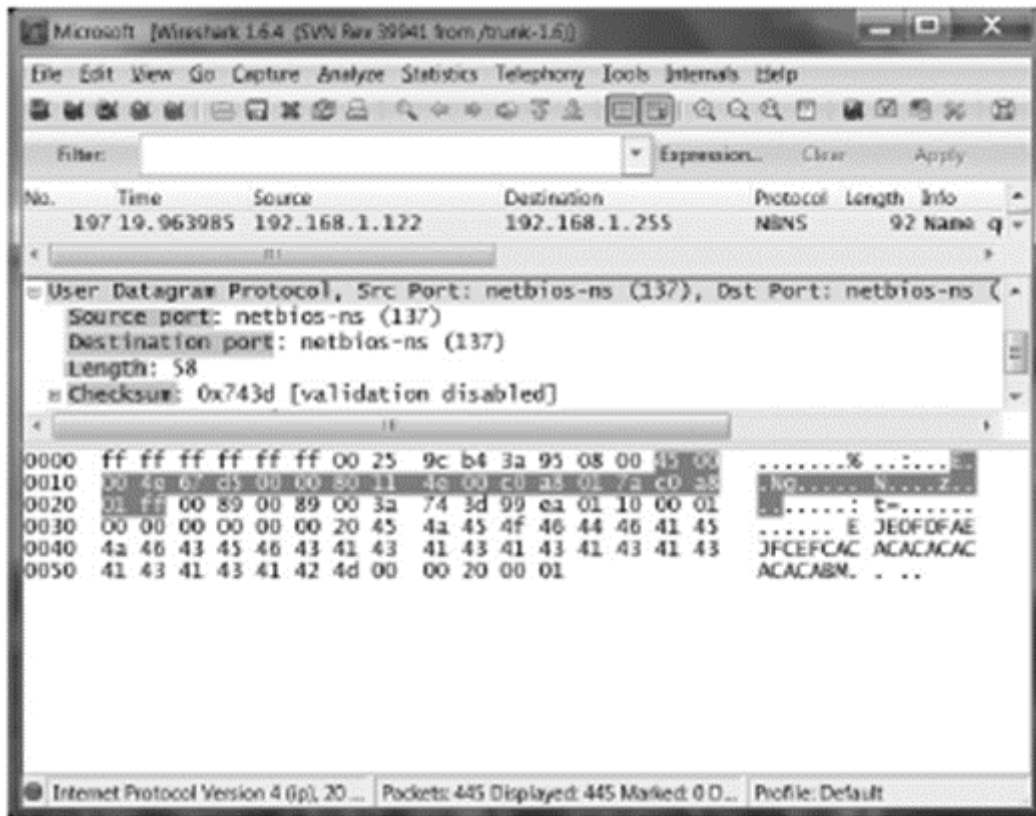 Microsoft [Wireshark 1.6.4 (SVN Rev 39941 from /trunk-1.6)]
File Edit View Go Capture Analyze Statistics Telephony Tools Internals Help
Filter: Expression... Clear Apply
No. Time Source Destination Protocol Length Info
197 19.963985 192.168.1.122 192.168.1.255 NBNS 92 Name q
User Datagram Protocol, Src Port: netbios-ns (137), Dst Port: netbios-ns (
Source port: netbios-ns (137)
Destination port: netbios-ns (137)
Length: 58
Checksum: 0x743d [validation disabled]
0000 ff ff ff ff ff ff 00 25 9c b4 3a 95 08 00 45 00 .......% ..:...E.
0010 00 4e 67 d5 00 00 80 11 4e 00 c0 a8 01 7a c0 a8 .Ng..... N....z..
0020 01 ff 00 89 00 89 00 3a 74 3d 99 ea 01 10 00 01 .......: t=......
0030 00 00 00 00 00 00 20 45 4a 45 4f 46 44 46 41 45 ...... E JEOFDFAE
0040 4a 46 43 45 46 43 41 43 41 43 41 43 41 43 41 43 JFCEFCAC ACACACAC
0050 41 43 41 43 41 42 4d 00 00 20 00 01 ACACABM. . ..
Internet Protocol Version 4 (ip), 20 ... Packets: 445 Displayed: 445 Marked: 0 D... Profile: Default